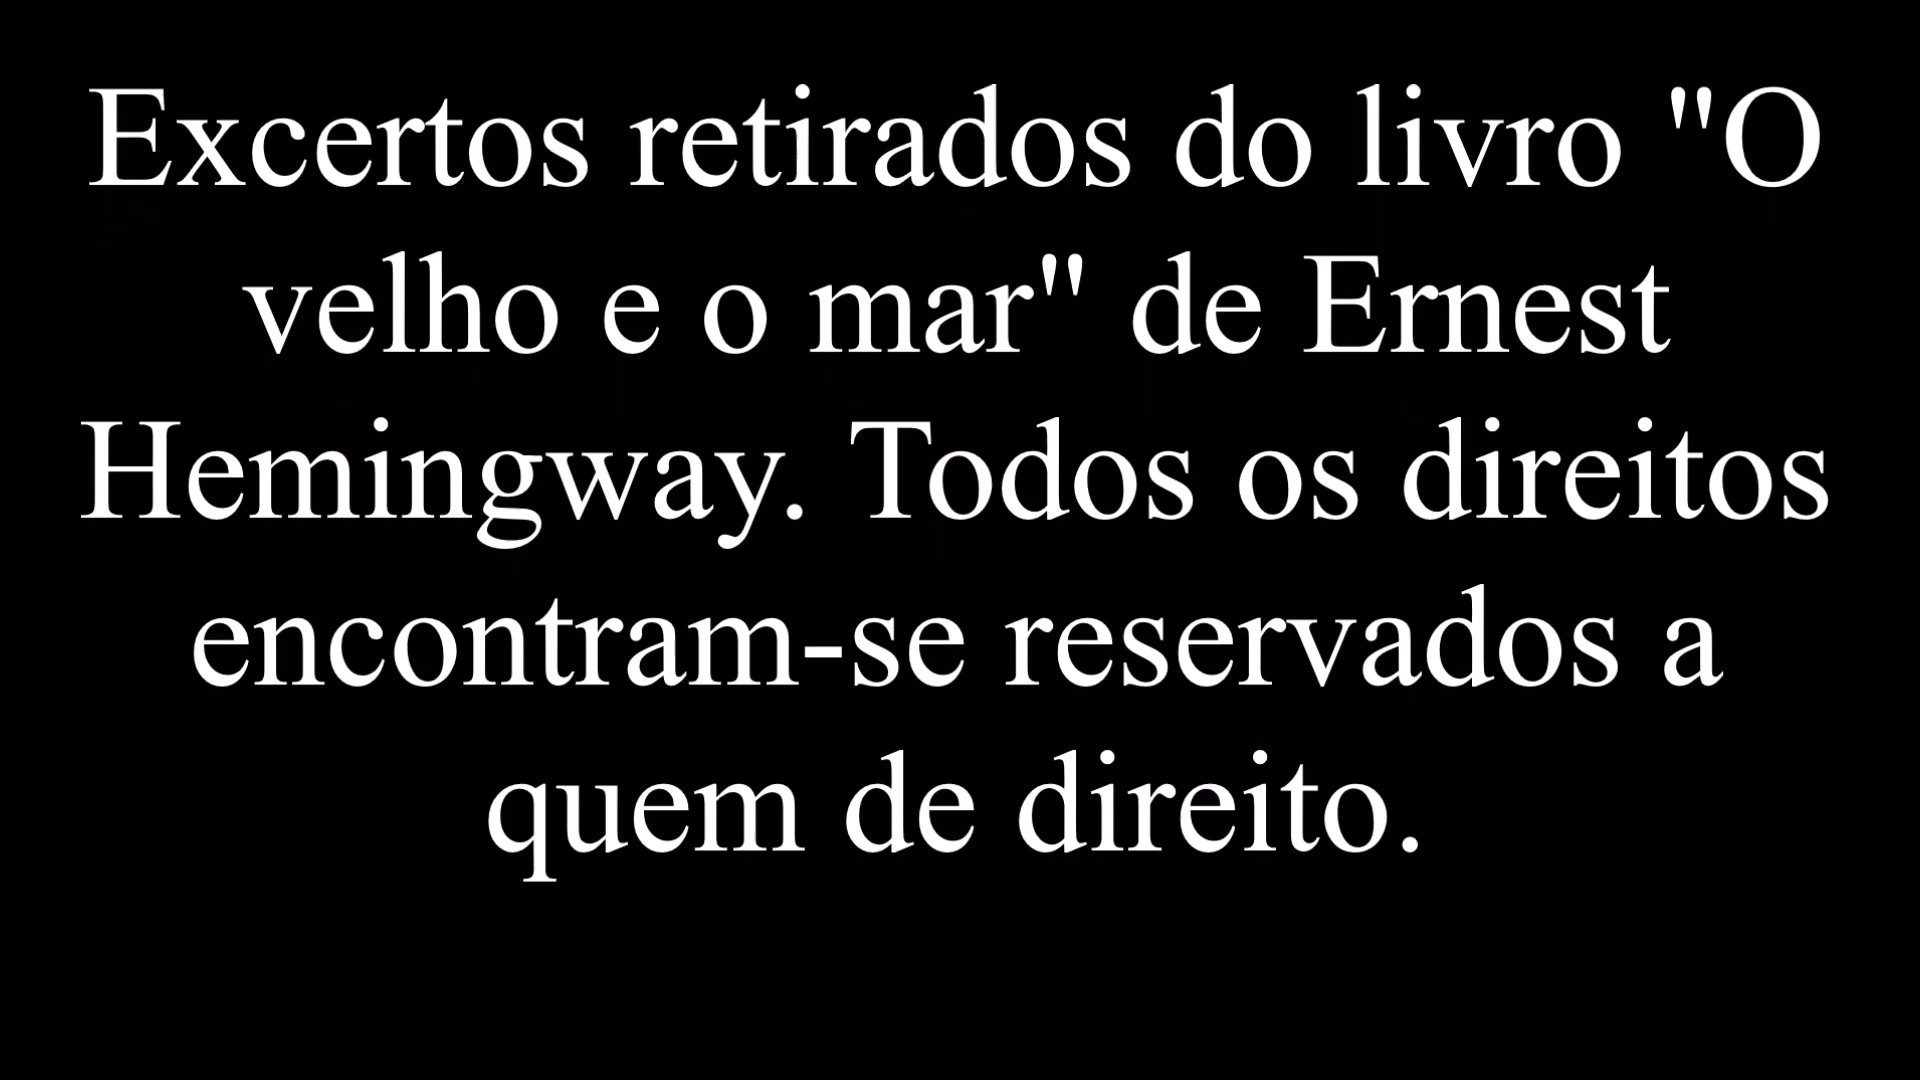 Excertos retirados do livro "O
velho e o mar" de Ernest
Hemingway. Todos os direitos
encontram-se reservados a
quem de direito.